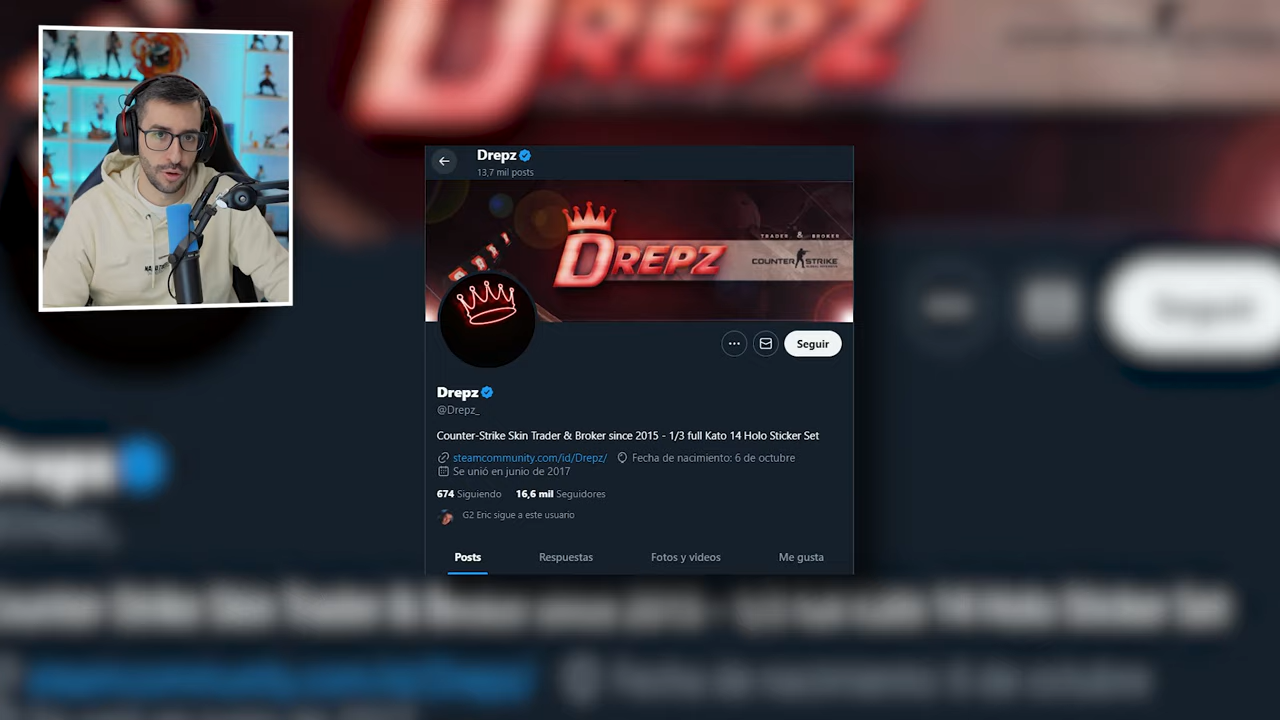 Drepz
13,7 mil posts
DREPZ
TRADER & BROKER
COUNTER STRIKE
Seguir
Drepz
@Drepz_
Counter-Strike Skin Trader & Broker since 2015 - 1/3 full Kato 14 Holo Sticker Set
steamcommunity.com/id/Drepz/ Fecha de nacimiento: 6 de octubre
Se unió en junio de 2017
674 Siguiendo 16,6 mil Seguidores
G2 Eric sigue a este usuario
Posts Respuestas Fotos y videos Me gusta